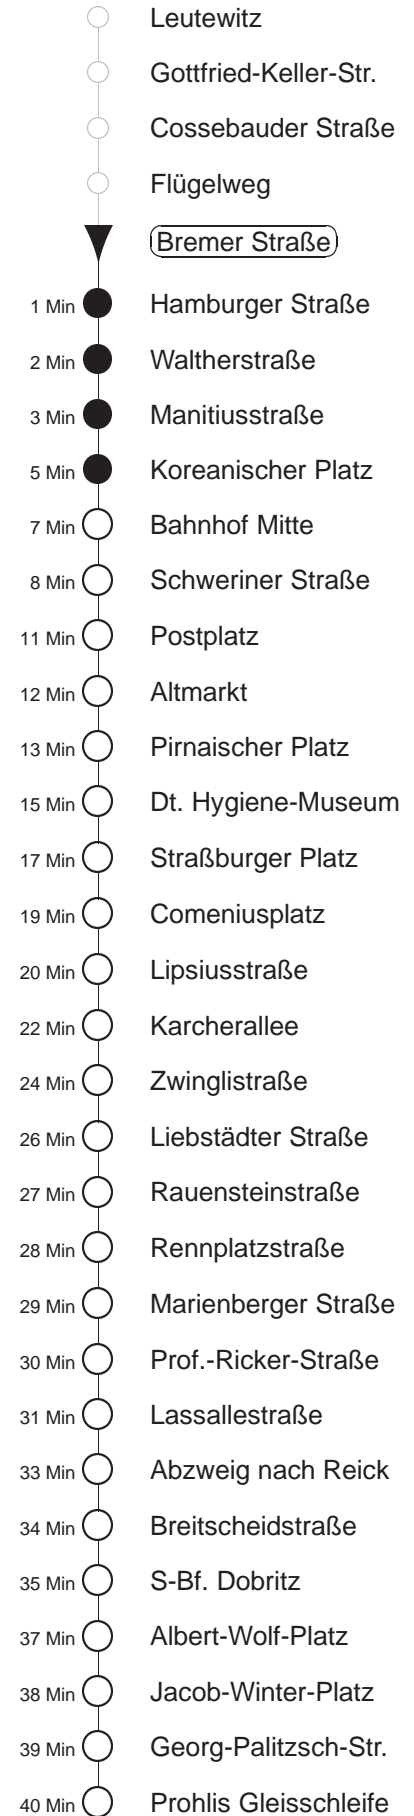 Leutewitz
Gottfried-Keller-Str.
Cossebauder Straße
Flügelweg
Bremer Straße
1 Min Hamburger Straße
2 Min Waltherstraße
3 Min Manitiusstraße
5 Min Koreanischer Platz
7 Min Bahnhof Mitte
8 Min Schweriner Straße
11 Min Postplatz
12 Min Altmarkt
13 Min Pirnaischer Platz
15 Min Dt. Hygiene-Museum
17 Min Straßburger Platz
19 Min Comeniusplatz
20 Min Lipsiusstraße
22 Min Karcherallee
24 Min Zwinglistraße
26 Min Liebstädter Straße
27 Min Rauensteinstraße
28 Min Rennplatzstraße
29 Min Marienberger Straße
30 Min Prof.-Ricker-Straße
31 Min Lassallestraße
33 Min Abzweig nach Reick
34 Min Breitscheidstraße
35 Min S-Bf. Dobritz
37 Min Albert-Wolf-Platz
38 Min Jacob-Winter-Platz
39 Min Georg-Palitzsch-Str.
40 Min Prohlis Gleisschleife